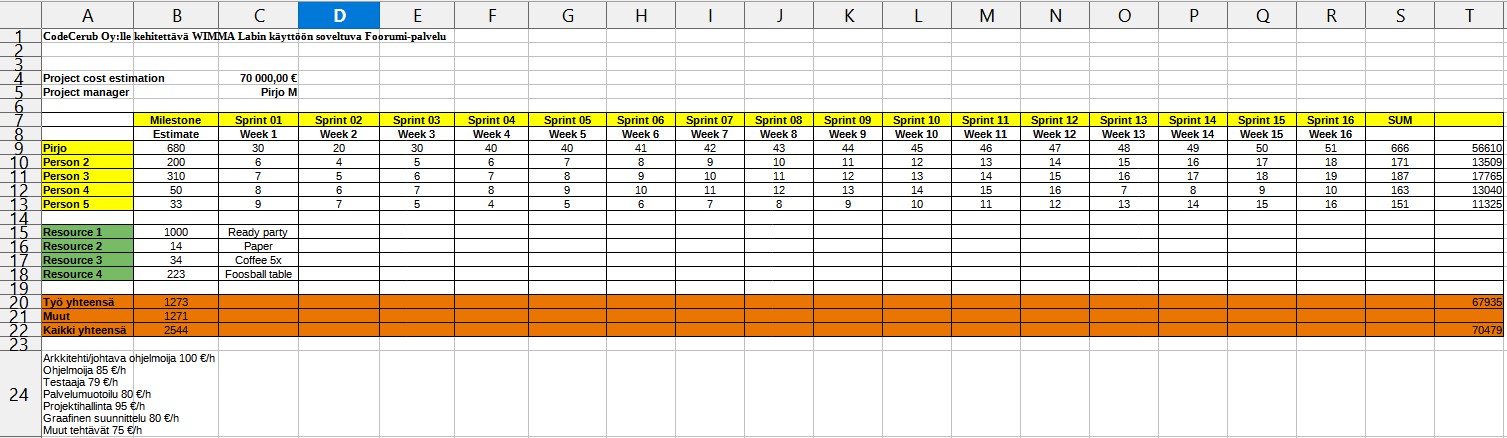 A B C D E F G H I J K L M N O P Q R S T
1 CodeCerub Oy:lle kehitettävä WIMMA Labin käyttöön soveltuva Foorumi-palvelu
2
3
4 Project cost estimation 70 000,00 €
5 Project manager Pirjo M
6
7 Milestone Sprint 01 Sprint 02 Sprint 03 Sprint 04 Sprint 05 Sprint 06 Sprint 07 Sprint 08 Sprint 09 Sprint 10 Sprint 11 Sprint 12 Sprint 13 Sprint 14 Sprint 15 Sprint 16 SUM
8 Estimate Week 1 Week 2 Week 3 Week 4 Week 5 Week 6 Week 7 Week 8 Week 9 Week 10 Week 11 Week 12 Week 13 Week 14 Week 15 Week 16
9 Pirjo 680 30 20 30 40 40 41 42 43 44 45 46 47 48 49 50 51 666 56610
10 Person 2 200 6 4 5 6 7 8 9 10 11 12 13 14 15 16 17 18 171 13509
11 Person 3 310 7 5 6 7 8 9 10 11 12 13 14 15 16 17 18 19 187 17765
12 Person 4 50 8 6 7 8 9 10 11 12 13 14 15 16 7 8 9 10 163 13040
13 Person 5 33 9 7 5 4 5 6 7 8 9 10 11 12 13 14 15 16 151 11325
14
15 Resource 1 1000 Ready party
16 Resource 2 14 Paper
17 Resource 3 34 Coffee 5x
18 Resource 4 223 Foosball table
19
20 Työ yhteensä 1273 67935
21 Muut 1271
22 Kaikki yhteensä 2544 70479
23
24 Arkkitehti/johtava ohjelmoija 100 €/h
Ohjelmoija 85 €/h
Testaaja 79 €/h
Palvelumuotoilu 80 €/h
Projektihallinta 95 €/h
Graafinen suunnittelu 80 €/h
Muut tehtävät 75 €/h